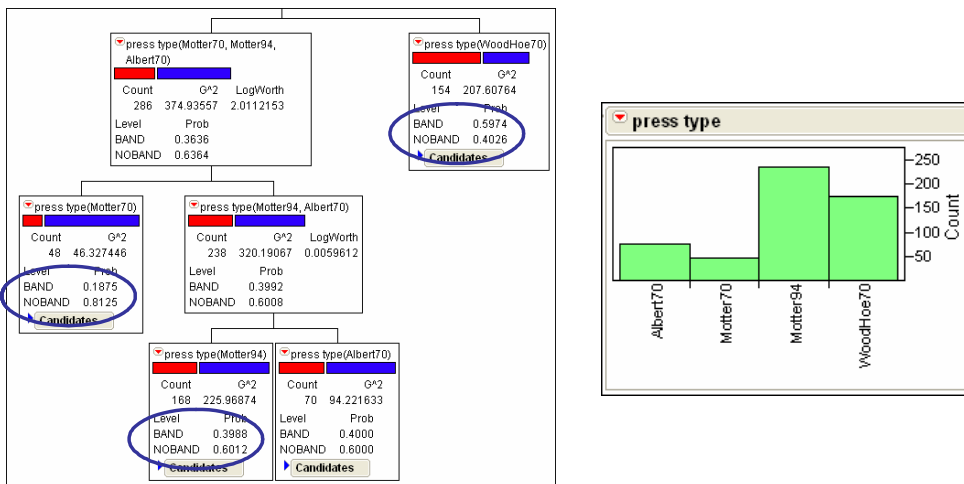 press type(Motter70, Motter94,
Albert70)
Count G^2 LogWorth
286 374.93557 2.0112153
Level Prob
BAND 0.3636
NOBAND 0.6364
press type(WoodHoe70)
Count G^2
154 207.60764
Level Prob
BAND 0.5974
NOBAND 0.4026
Candidates
press type(Motter70)
Count G^2
48 46.327446
Level Prob
BAND 0.1875
NOBAND 0.8125
Candidates
press type(Motter94, Albert70)
Count G^2 LogWorth
238 320.19067 0.0059612
Level Prob
BAND 0.3992
NOBAND 0.6008
press type(Motter94)
Count G^2
168 225.96874
Level Prob
BAND 0.3988
NOBAND 0.6012
Candidates
press type(Albert70)
Count G^2
70 94.221633
Level Prob
BAND 0.4000
NOBAND 0.6000
Candidates
press type
250
200
150
100
50
Count
Albert70
Motter70
Motter94
WoodHoe70